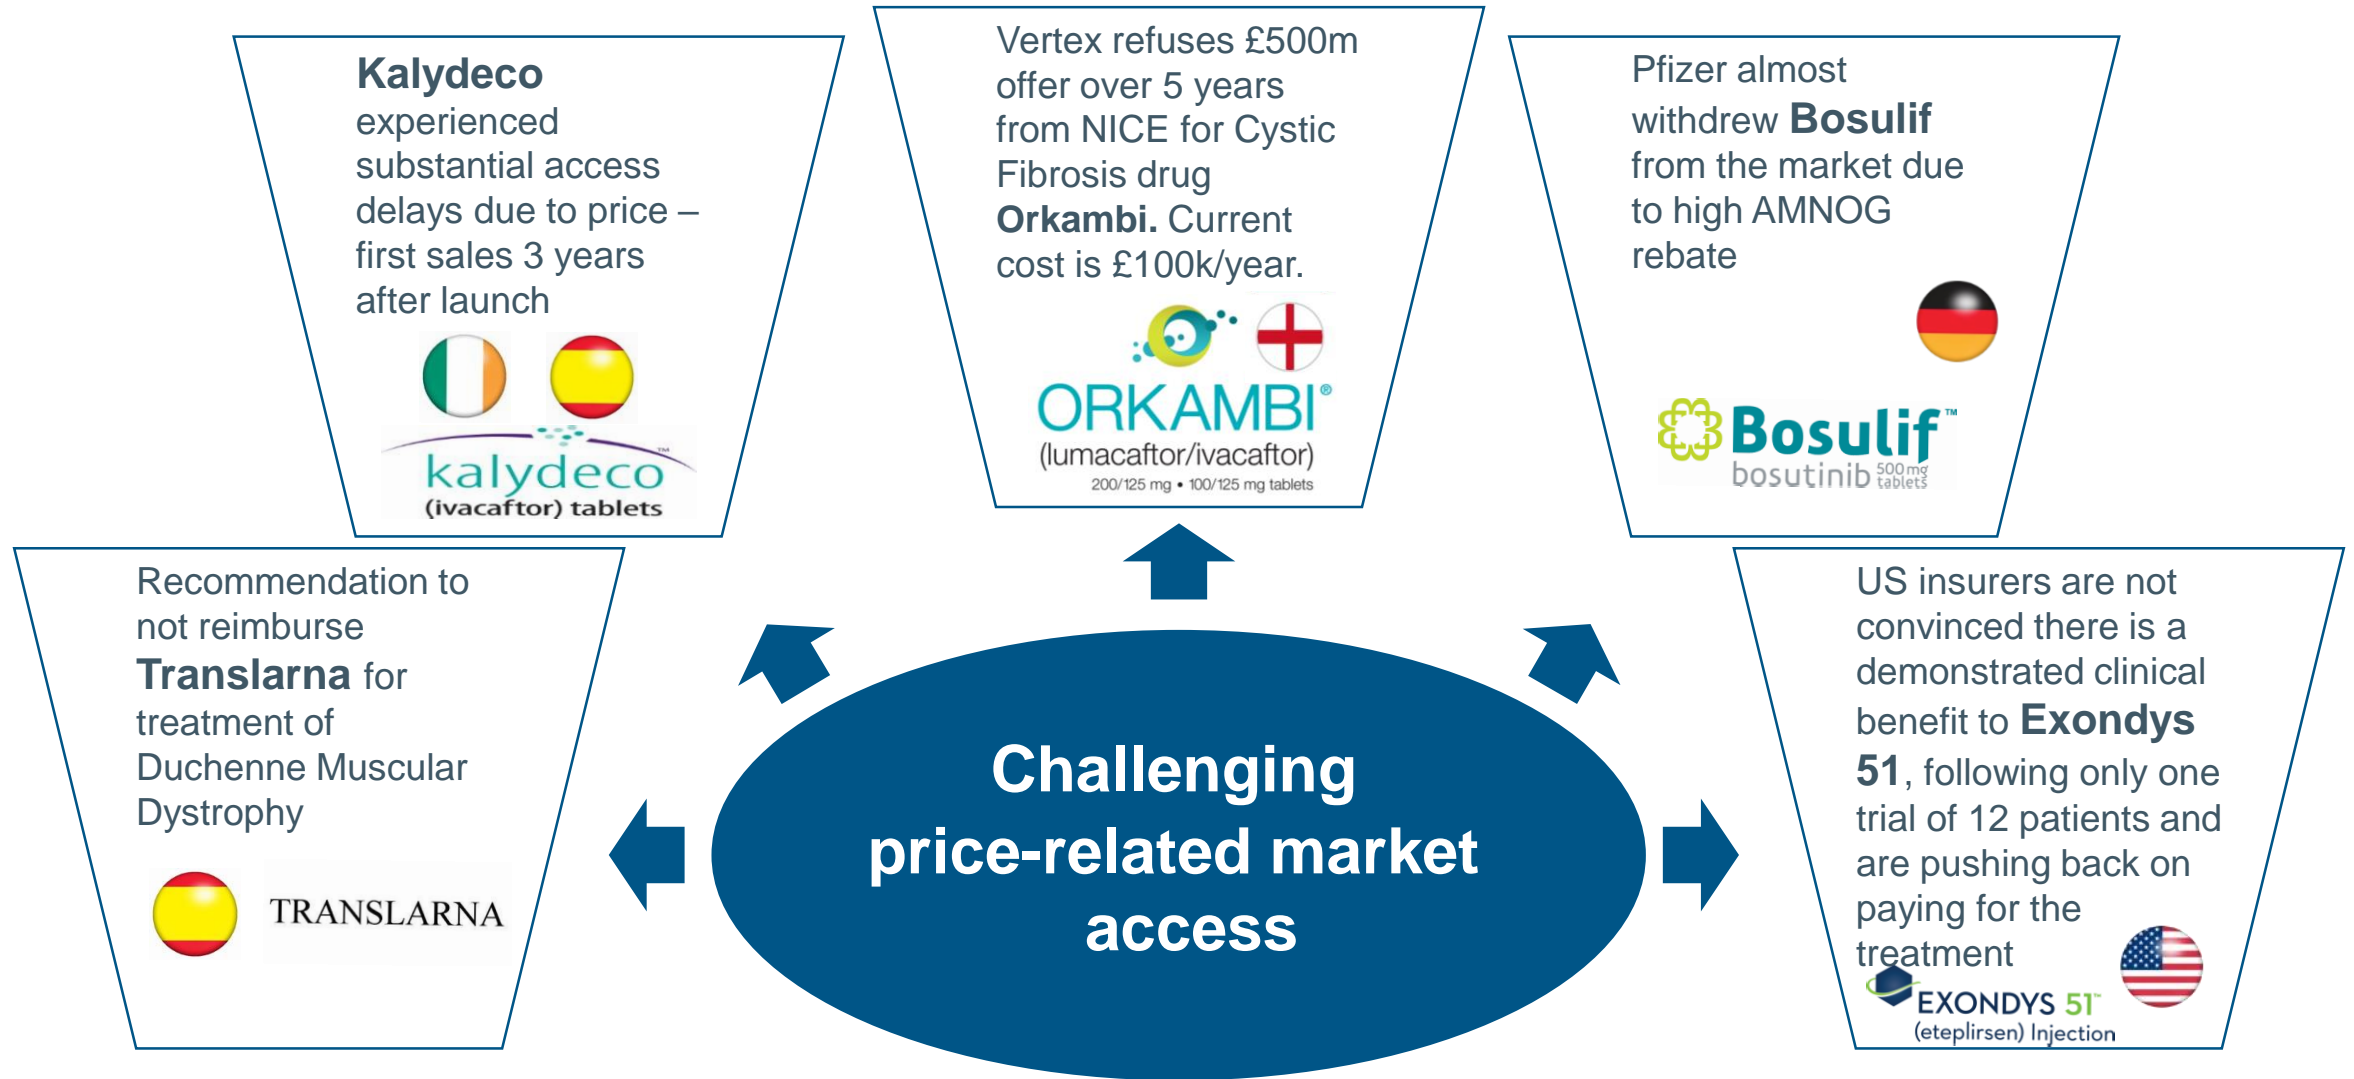 Kalydeco
experienced
substantial access
delays due to price –
first sales 3 years
after launch
kalydeco™
(ivacaftor) tablets
Vertex refuses £500m
offer over 5 years
from NICE for Cystic
Fibrosis drug
Orkambi. Current
cost is £100k/year.
ORKAMBI®
(lumacaftor/ivacaftor)
200/125 mg • 100/125 mg tablets
Pfizer almost
withdrew Bosulif
from the market due
to high AMNOG
rebate
Bosulif™
bosutinib 500 mg
tablets
Recommendation to
not reimburse
Translarna for
treatment of
Duchenne Muscular
Dystrophy
TRANSLARNA
Challenging
price-related market
access
US insurers are not
convinced there is a
demonstrated clinical
benefit to Exondys
51, following only one
trial of 12 patients and
are pushing back on
paying for the
treatment
EXONDYS 51™
(eteplirsen) Injection